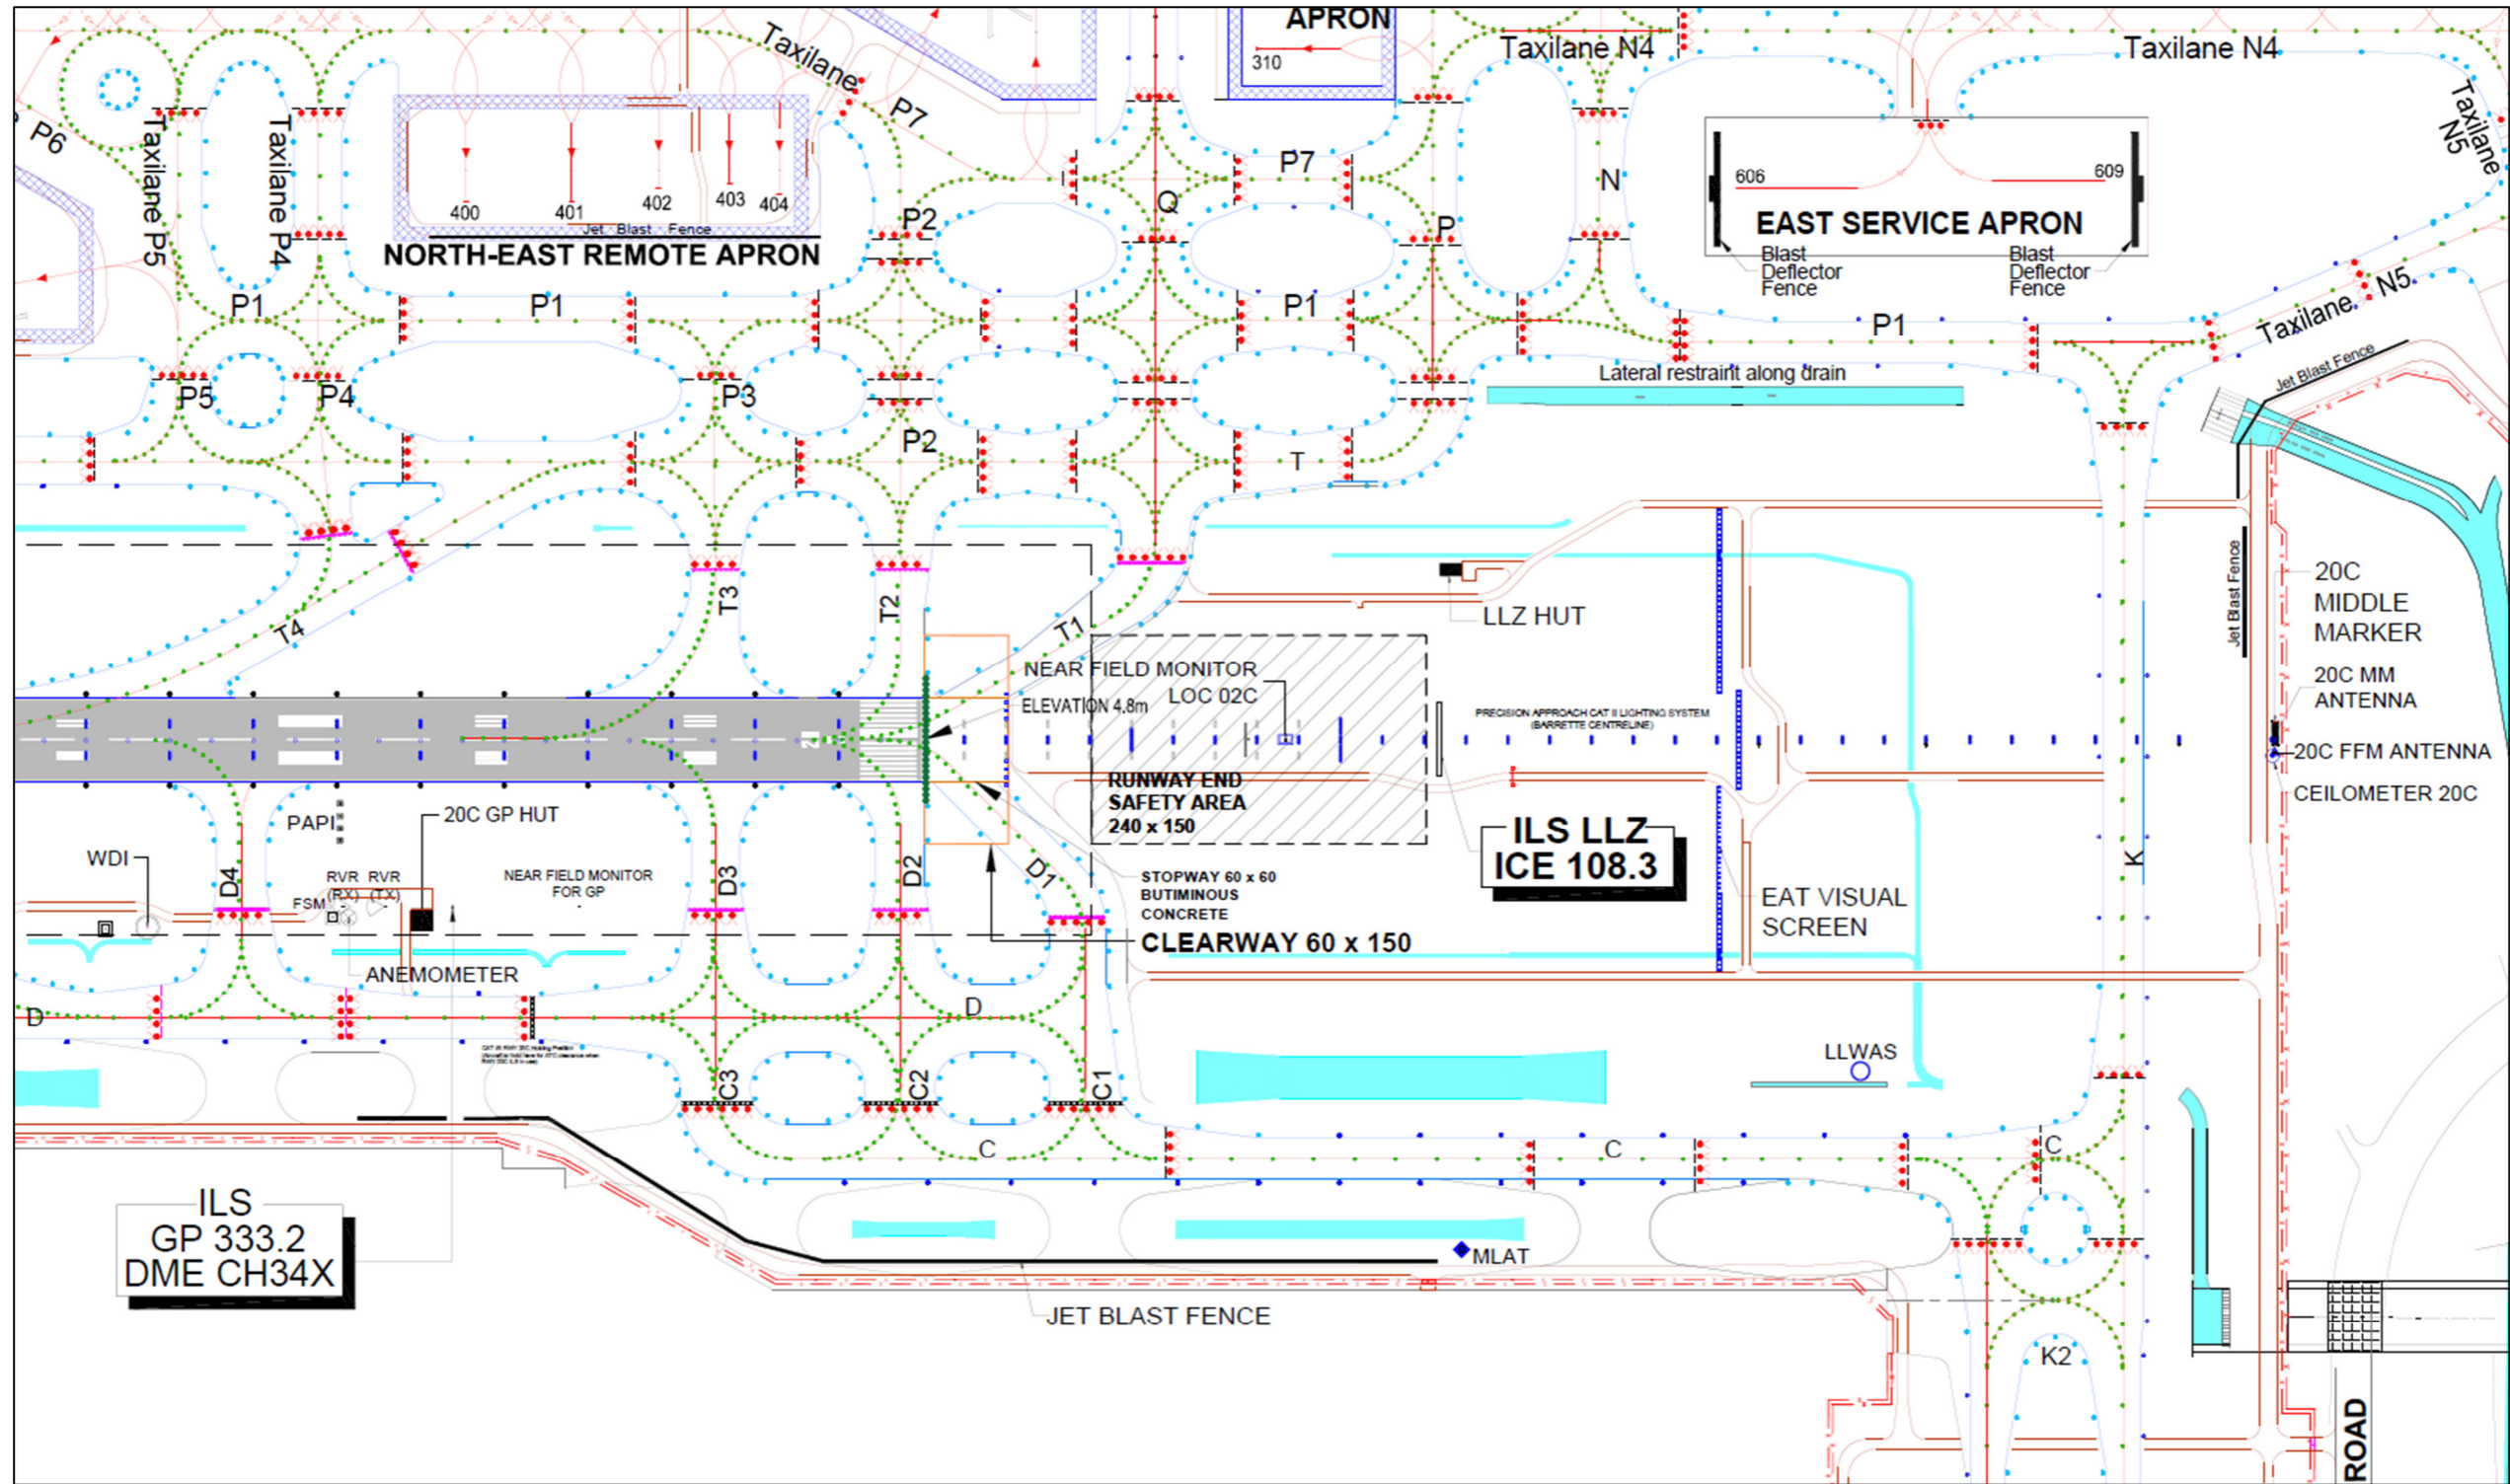 APRON
310
Taxilane N4
Taxilane N4
Taxilane
P7
P6
Taxilane P5
Taxilane P4
400
401
402
403
404
Jet Blast Fence
NORTH-EAST REMOTE APRON
P7
Q
P2
P
N
606
609
EAST SERVICE APRON
Blast
Deflector
Fence
Blast
Deflector
Fence
Taxilane
N5
P1
P1
P1
P1
Taxilane N5
Jet Blast Fence
Lateral restraint along drain
P5
P4
P3
P2
T
T4
T3
T2
T1
LLZ HUT
Jet Blast Fence
20C
MIDDLE
MARKER
20C MM
ANTENNA
20C FFM ANTENNA
CEILOMETER 20C
NEAR FIELD MONITOR
LOC 02C
ELEVATION 4.8m
PRECISION APPROACH CAT II LIGHTING SYSTEM
(BARRETTE CENTRELINE)
RUNWAY END
SAFETY AREA
240 x 150
ILS LLZ
ICE 108.3
PAPI
20C GP HUT
WDI
RVR RVR
(RX) (TX)
FSM
NEAR FIELD MONITOR
FOR GP
D4
D3
D2
D1
STOPWAY 60 x 60
BUTIMINOUS
CONCRETE
CLEARWAY 60 x 150
EAT VISUAL
SCREEN
K
ANEMOMETER
D
D
LLWAS
C3
C2
C1
C
C
C
ILS
GP 333.2
DME CH34X
MLAT
JET BLAST FENCE
K2
ROAD